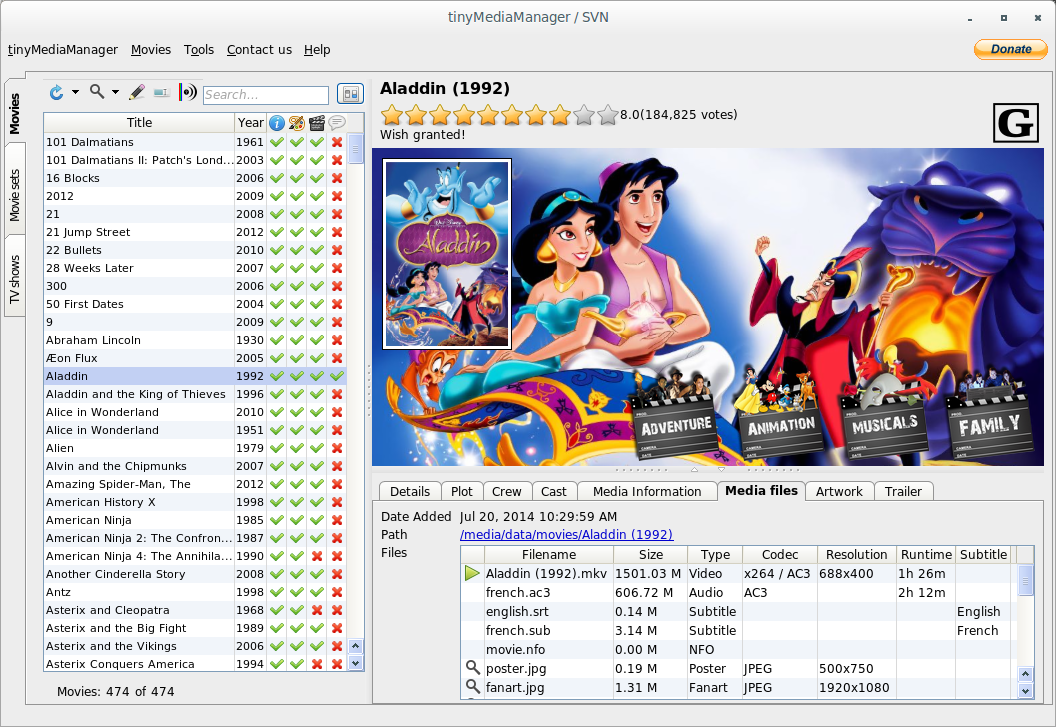 tinyMediaManager / SVN
tinyMediaManager Movies Tools Contact us Help
Donate
Movies
Movie sets
TV shows
Search...
Title Year
101 Dalmatians 1961
101 Dalmatians II: Patch's Lond... 2003
16 Blocks 2006
2012 2009
21 2008
21 Jump Street 2012
22 Bullets 2010
28 Weeks Later 2007
300 2006
50 First Dates 2004
9 2009
Abraham Lincoln 1930
Æon Flux 2005
Aladdin 1992
Aladdin and the King of Thieves 1996
Alice in Wonderland 2010
Alice in Wonderland 1951
Alien 1979
Alvin and the Chipmunks 2007
Amazing Spider-Man, The 2012
American History X 1998
American Ninja 1985
American Ninja 2: The Confron... 1987
American Ninja 4: The Annihila... 1990
Another Cinderella Story 2008
Antz 1998
Asterix and Cleopatra 1968
Asterix and the Big Fight 1989
Asterix and the Vikings 2006
Asterix Conquers America 1994
Movies: 474 of 474
Aladdin (1992)
8.0(184,825 votes)
Wish granted!
G
Walt Disney
Aladdin
ADVENTURE
ANIMATION
MUSICALS
FAMILY
Details Plot Crew Cast Media Information Media files Artwork Trailer
Date Added Jul 20, 2014 10:29:59 AM
Path /media/data/movies/Aladdin (1992)
Files
Filename Size Type Codec Resolution Runtime Subtitle
Aladdin (1992).mkv 1501.03 M Video x264 / AC3 688x400 1h 26m
french.ac3 606.72 M Audio AC3 2h 12m
english.srt 0.14 M Subtitle English
french.sub 3.14 M Subtitle French
movie.nfo 0.00 M NFO
poster.jpg 0.19 M Poster JPEG 500x750
fanart.jpg 1.31 M Fanart JPEG 1920x1080